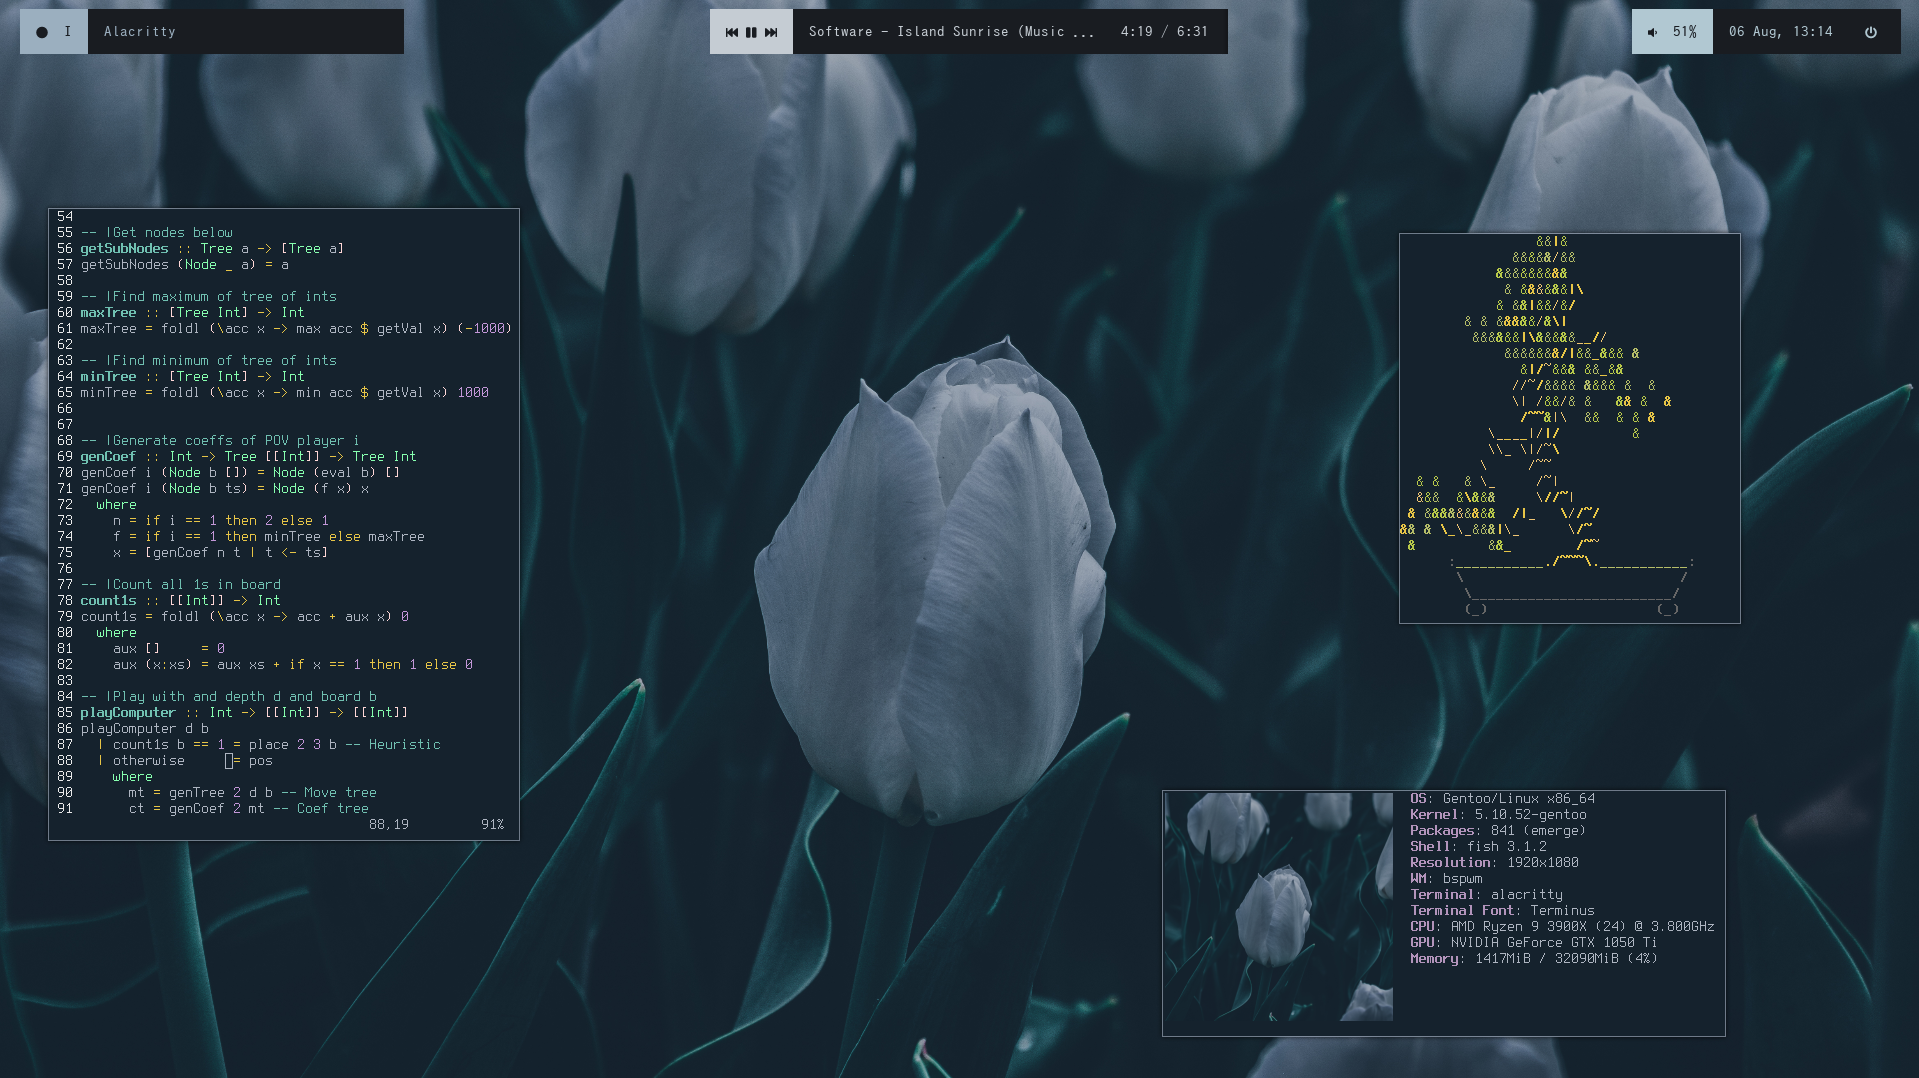 I
Alacritty
Software - Island Sunrise (Music ...
4:19 / 6:31
51%
06 Aug, 13:14
54
55 -- |Get nodes below
56 getSubNodes :: Tree a -> [Tree a]
57 getSubNodes (Node _ a) = a
58
59 -- |Find maximum of tree of ints
60 maxTree :: [Tree Int] -> Int
61 maxTree = foldl (\acc x -> max acc $ getVal x) (-1000)
62
63 -- |Find minimum of tree of ints
64 minTree :: [Tree Int] -> Int
65 minTree = foldl (\acc x -> min acc $ getVal x) 1000
66
67
68 -- |Generate coeffs of POV player i
69 genCoef :: Int -> Tree [[Int]] -> Tree Int
70 genCoef i (Node b []) = Node (eval b) []
71 genCoef i (Node b ts) = Node (f x) x
72   where
73     n = if i == 1 then 2 else 1
74     f = if i == 1 then minTree else maxTree
75     x = [genCoef n t | t <- ts]
76
77 -- |Count all 1s in board
78 count1s :: [[Int]] -> Int
79 count1s = foldl (\acc x -> acc + aux x) 0
80   where
81     aux []     = 0
82     aux (x:xs) = aux xs + if x == 1 then 1 else 0
83
84 -- |Play with and depth d and board b
85 playComputer :: Int -> [[Int]] -> [[Int]]
86 playComputer d b
87   | count1s b == 1 = place 2 3 b -- Heuristic
88   | otherwise     = pos
89     where
90       mt = genTree 2 d b -- Move tree
91       ct = genCoef 2 mt -- Coef tree
88,19         91%
OS: Gentoo/Linux x86_64
Kernel: 5.10.52-gentoo
Packages: 841 (emerge)
Shell: fish 3.1.2
Resolution: 1920x1080
WM: bspwm
Terminal: alacritty
Terminal Font: Terminus
CPU: AMD Ryzen 9 3900X (24) @ 3.800GHz
GPU: NVIDIA GeForce GTX 1050 Ti
Memory: 1417MiB / 32090MiB (4%)